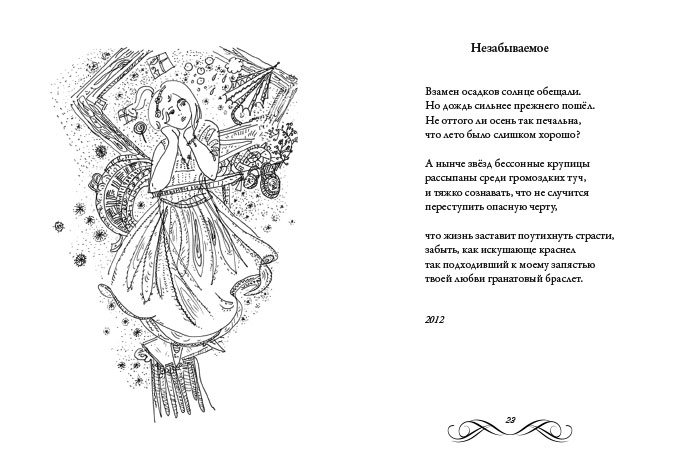 Незабываемое
Взамен осадков солнце обещали.
Но дождь сильнее прежнего пошёл.
Не оттого ли осень так печальна,
что лето было слишком хорошо?
А нынче звёзд бессонные крупицы
рассыпаны среди громоздких туч,
и тяжко сознавать, что не случится
переступить опасную черту,
что жизнь заставит поутихнуть страсти,
забыть, как искушающе краснел
так подходивший к моему запястью
твоей любви гранатовый браслет.
2012
23